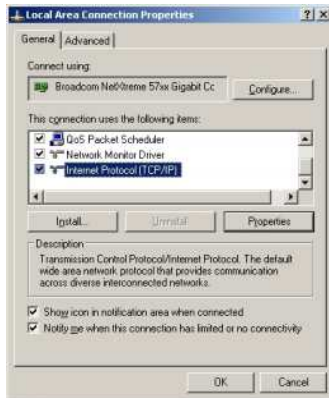 Local Area Connection Properties
General Advanced
Connect using:
Broadcom NetXtreme 57xx Gigabit Cc
Configure...
This connection uses the following items:
QoS Packet Scheduler
Network Monitor Driver
Internet Protocol (TCP/IP)
Install...
Uninstall
Properties
Description
Transmission Control Protocol/Internet Protocol. The default
wide area network protocol that provides communication
across diverse interconnected networks.
Show icon in notification area when connected
Notify me when this connection has limited or no connectivity
OK
Cancel